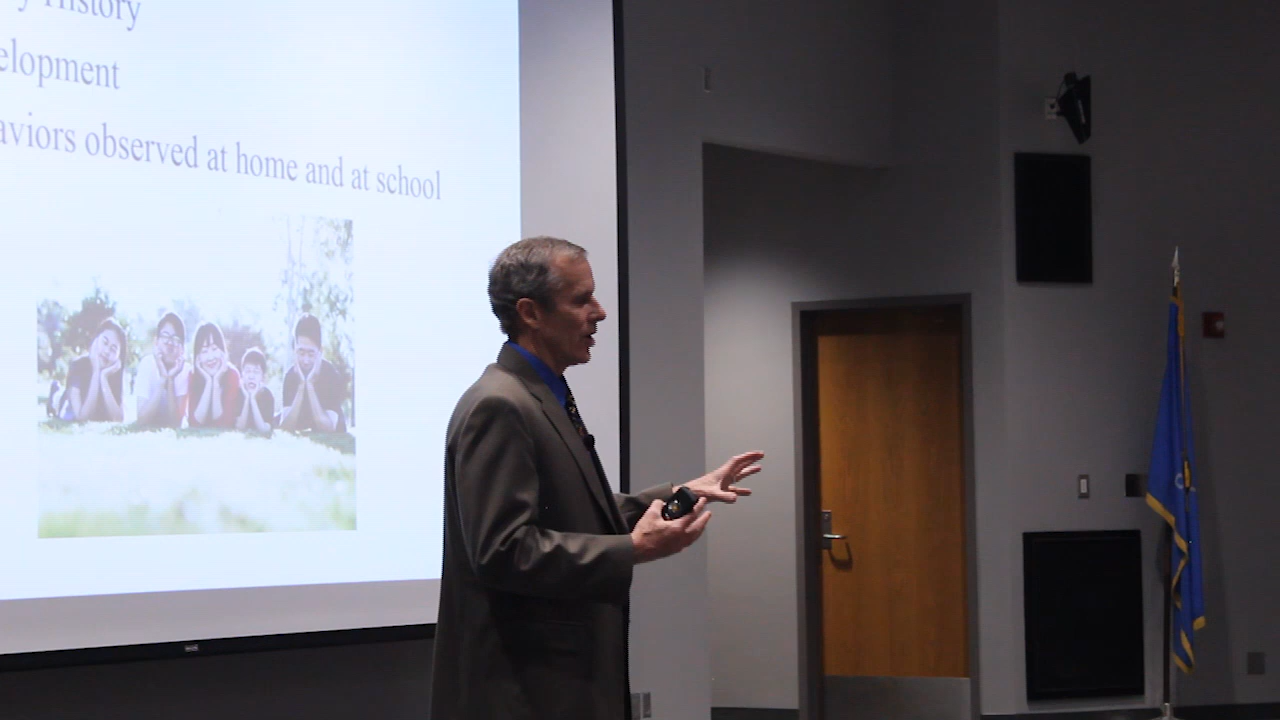 y History
elopment
aviors observed at home and at school